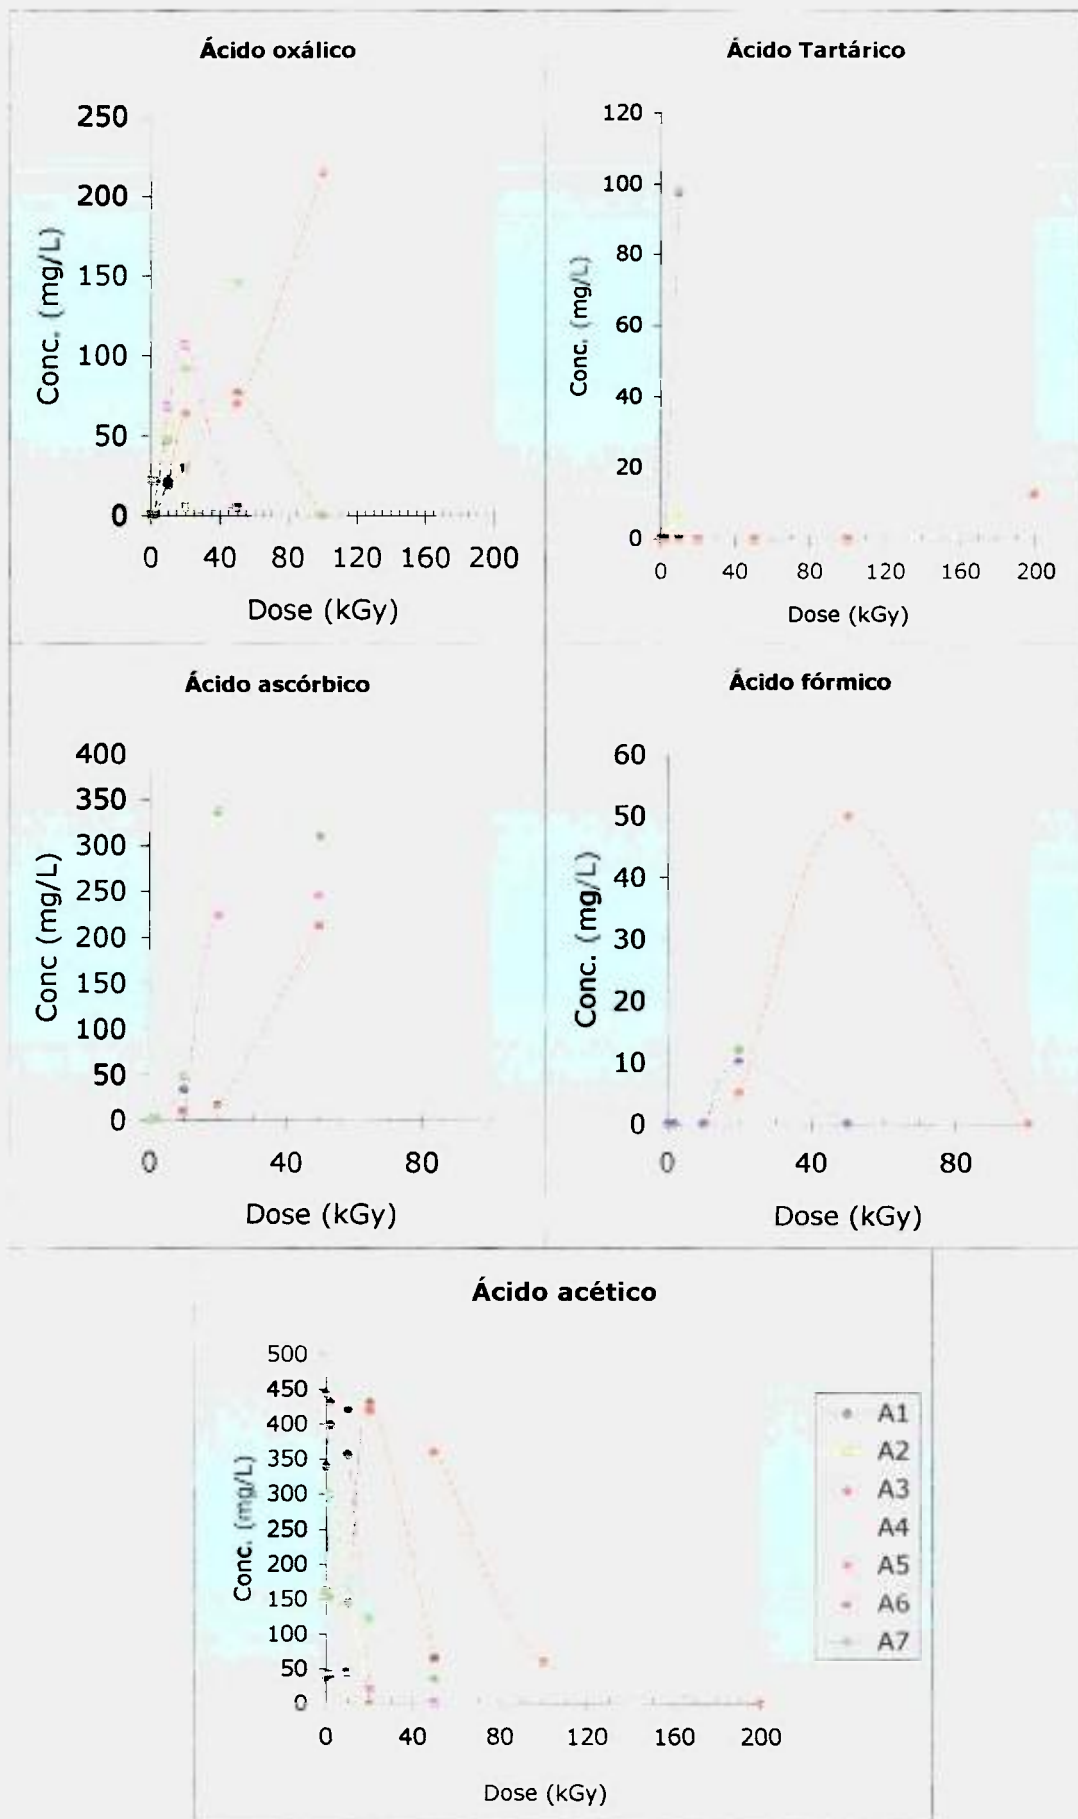 Ácido oxálico
250
200
150
100
50
0
Conc. (mg/L)
0 40 80 120 160 200
Dose (kGy)
Ácido Tartárico
120
100
80
60
40
20
0
Conc. (mg/L)
0 40 80 120 160 200
Dose (kGy)
Ácido ascórbico
400
350
300
250
200
150
100
50
0
Conc (mg/L)
0 40 80
Dose (kGy)
Ácido fórmico
60
50
40
30
20
10
0
Conc. (mg/L)
0 40 80
Dose (kGy)
Ácido acético
500
450
400
350
300
250
200
150
100
50
0
Conc. (mg/L)
0 40 80 120 160 200
Dose (kGy)
A1
A2
A3
A4
A5
A6
A7